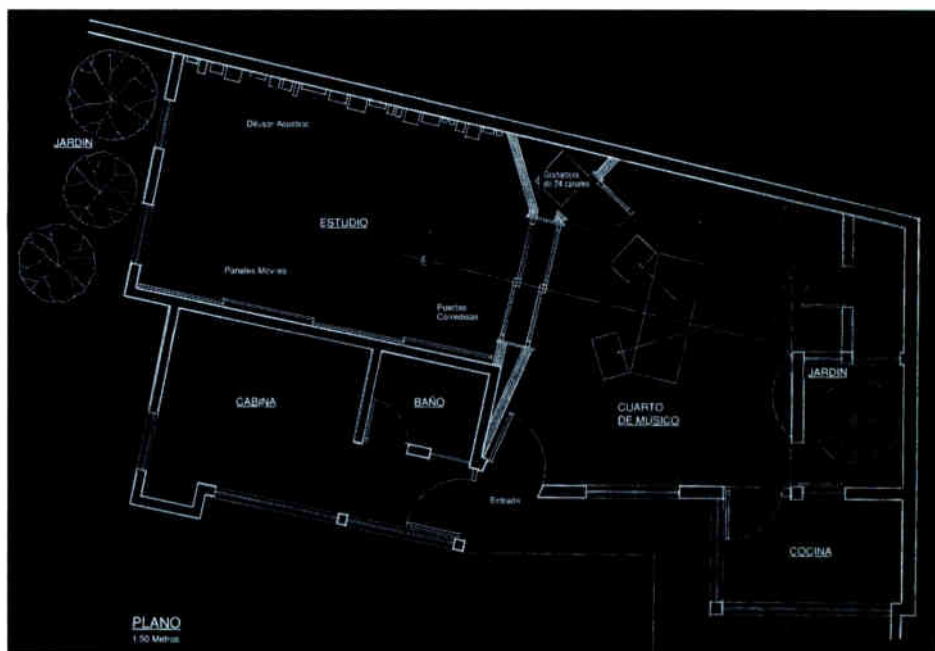 JARDIN
Difusor Acustico
Grabadora
de 24 canales
ESTUDIO
Paneles Moviles
Puertas
Corredisas
JARDIN
CABINA
BAÑO
CUARTO
DE MUSICO
Entrada
COCINA
PLANO
1:50 Metros